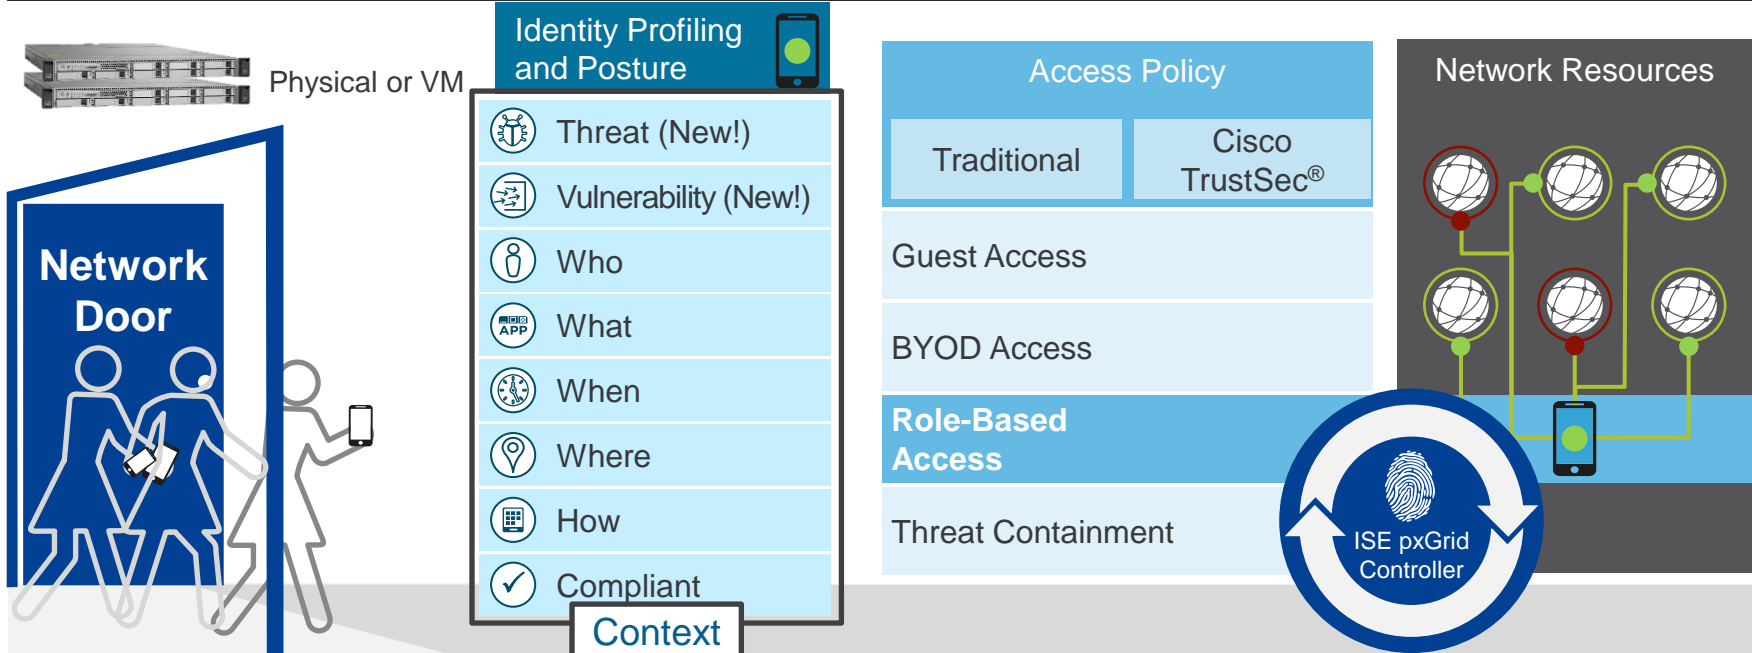 Physical or VM
Network
Door
Identity Profiling
and Posture
Threat (New!)
Vulnerability (New!)
Who
APP
What
When
Where
How
Compliant
Context
Access Policy
Traditional
Cisco
TrustSec®
Guest Access
BYOD Access
Role-Based
Access
Threat Containment
Network Resources
ISE pxGrid
Controller